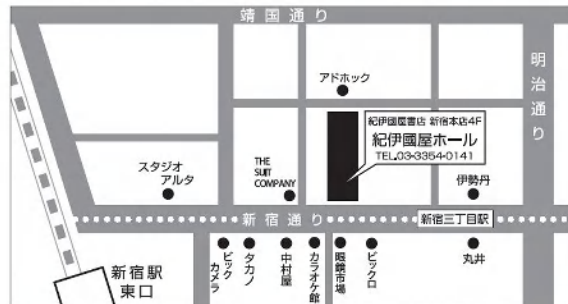 靖国通り
明治通り
アドホック
紀伊國屋書店 新宿本店4F
紀伊國屋ホール
TEL.03-3354-0141
スタジオ
アルタ
THE
SUIT
COMPANY
伊勢丹
新宿通り
新宿三丁目駅
ビック
カメラ
タカノ
中村屋
カラオケ館
眼鏡市場
ビックロ
丸井
新宿駅
東口